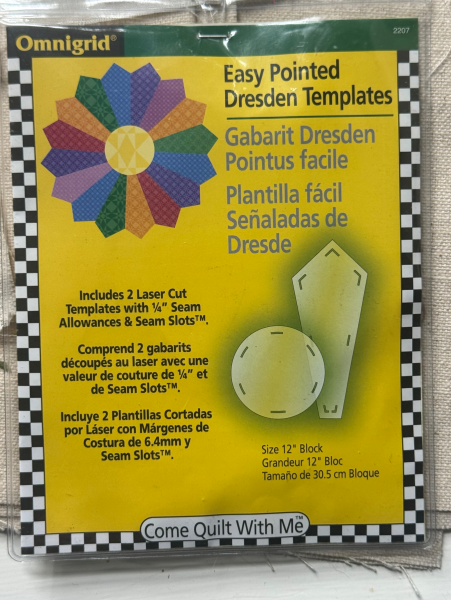 2207
Omnigrid®
Easy Pointed
Dresden Templates
Gabarit Dresden
Pointus facile
Plantilla fácil
Señaladas de
Dresde
Includes 2 Laser Cut
Templates with ¼" Seam
Allowances & Seam Slots™.
Comprend 2 gabarits
découpés au laser avec une
valeur de couture de ¼" et
de Seam Slots™.
Incluye 2 Plantillas Cortadas
por Láser con Márgenes de
Costura de 6.4mm y
Seam Slots™.
Size 12" Block
Grandeur 12" Bloc
Tamaño de 30.5 cm Bloque
Come Quilt With Me™